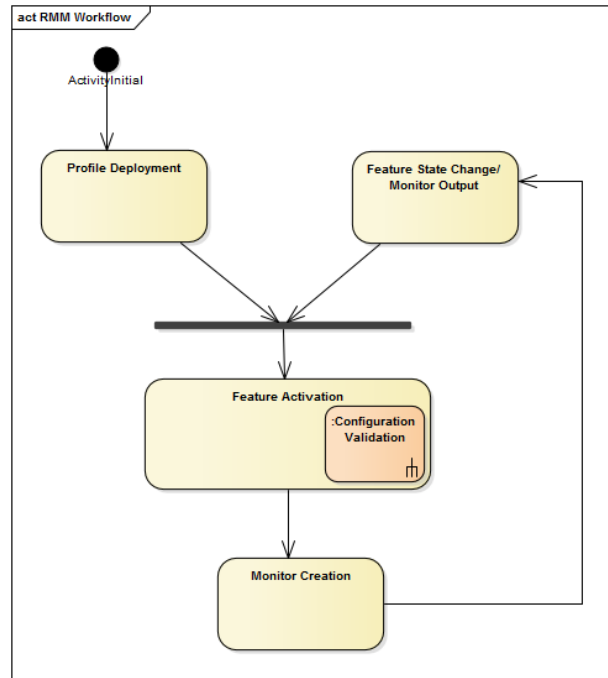 act RMM Workflow
ActivityInitial
Profile Deployment
Feature State Change/
Monitor Output
Feature Activation
:Configuration
Validation
Monitor Creation